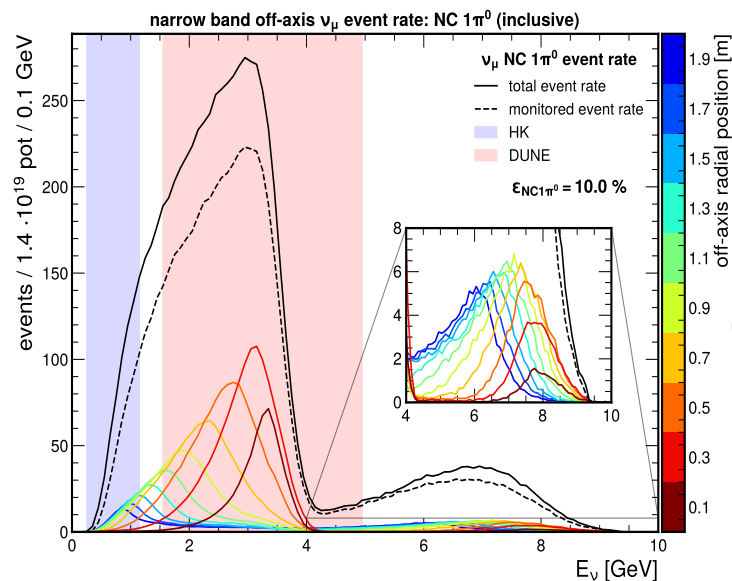 narrow band off-axis νμ event rate: NC 1π⁰ (inclusive)
events / 1.4 ·10¹⁹ pot / 0.1 GeV
250
200
150
100
50
0
νμ NC 1π⁰ event rate
total event rate
monitored event rate
HK
DUNE
εNC1π⁰ = 10.0 %
8
6
4
2
0
4 6 8 10
0 2 4 6 8 10
Eν [GeV]
1.9
1.7
1.5
1.3
1.1
0.9
0.7
0.5
0.3
0.1
off-axis radial position [m]